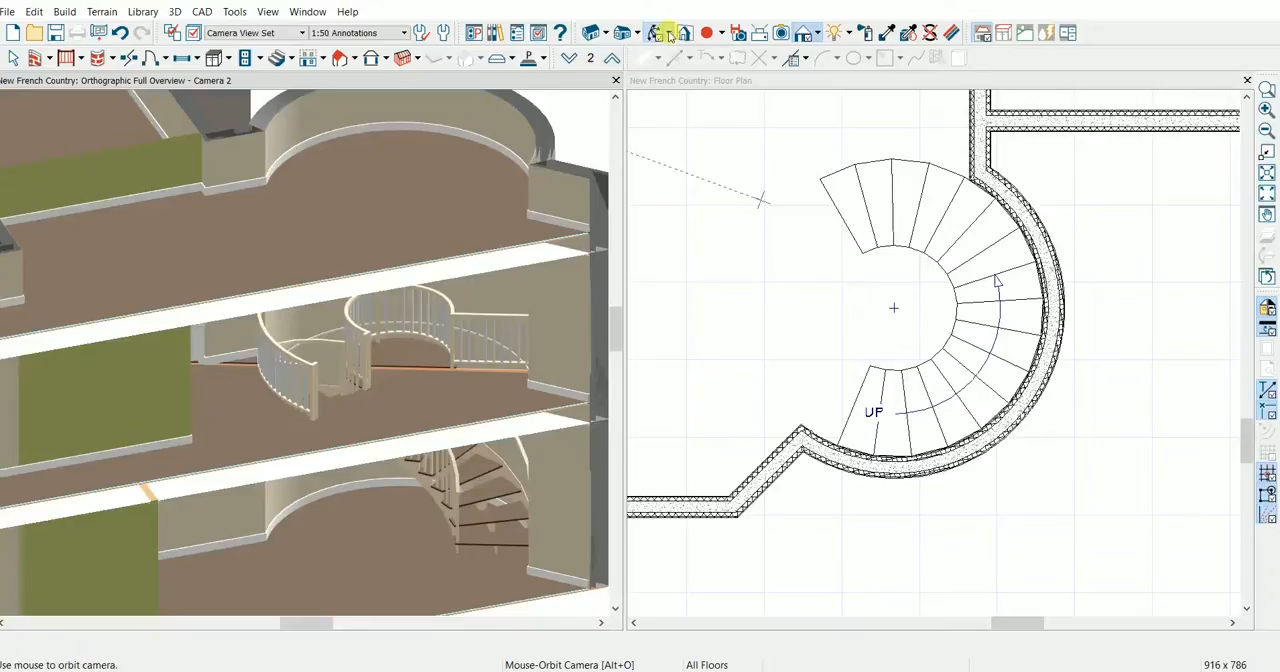 File Edit Build Terrain Library 3D CAD Tools View Window Help
Camera View Set 1:50 Annotations
2
New French Country: Orthographic Full Overview - Camera 2
New French Country: Floor Plan
UP
Use mouse to orbit camera. Mouse-Orbit Camera [Alt+O] All Floors 916 x 786